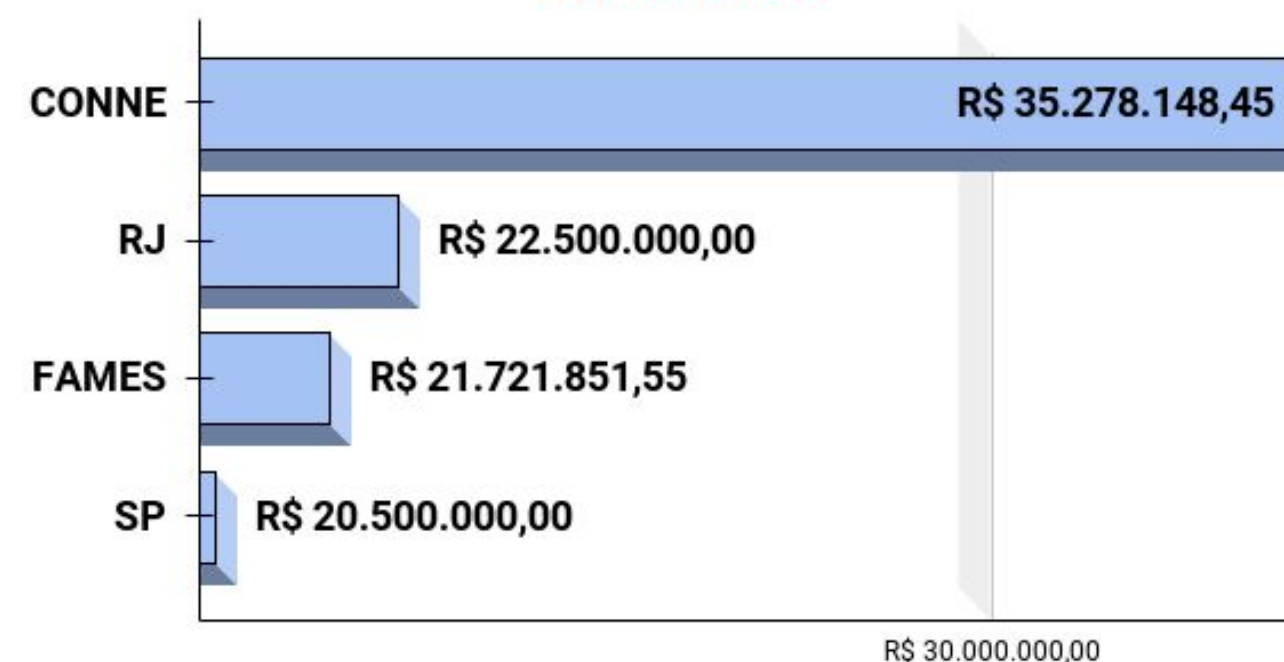 CONNE R$ 35.278.148,45
RJ R$ 22.500.000,00
FAMES R$ 21.721.851,55
SP R$ 20.500.000,00
R$ 30.000.000,00